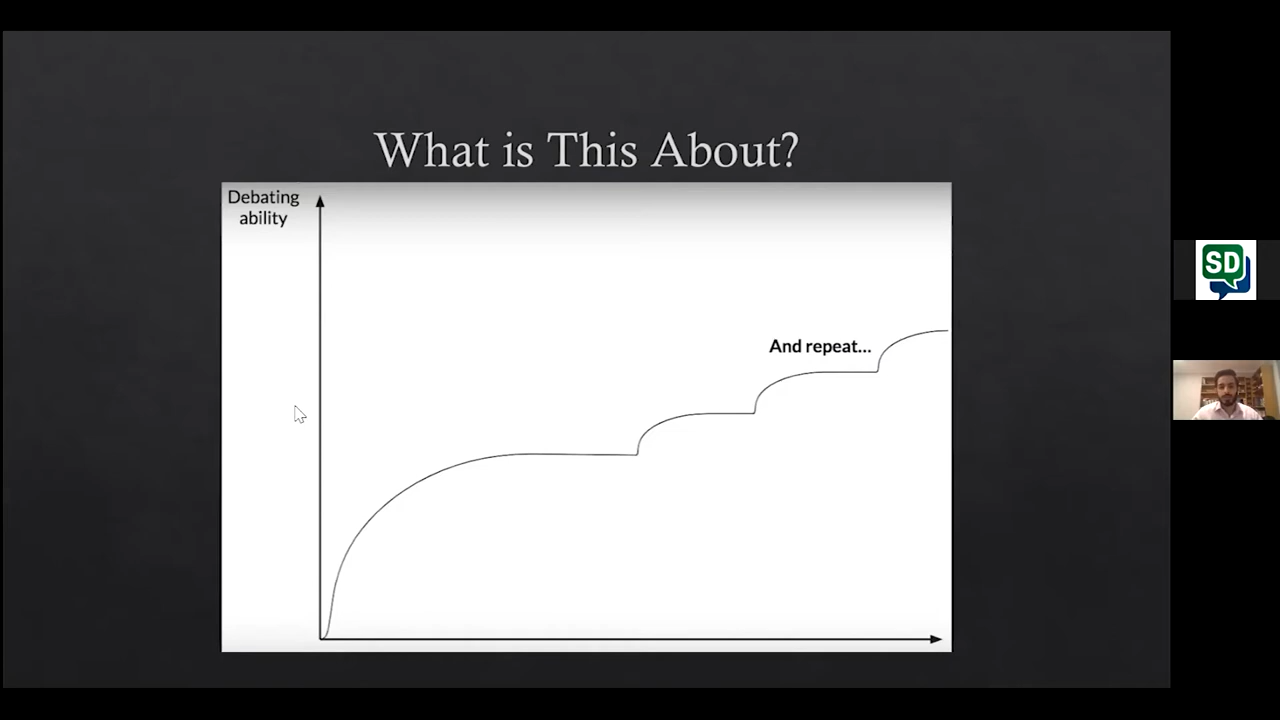 What is This About?
Debating
ability
And repeat...
SD